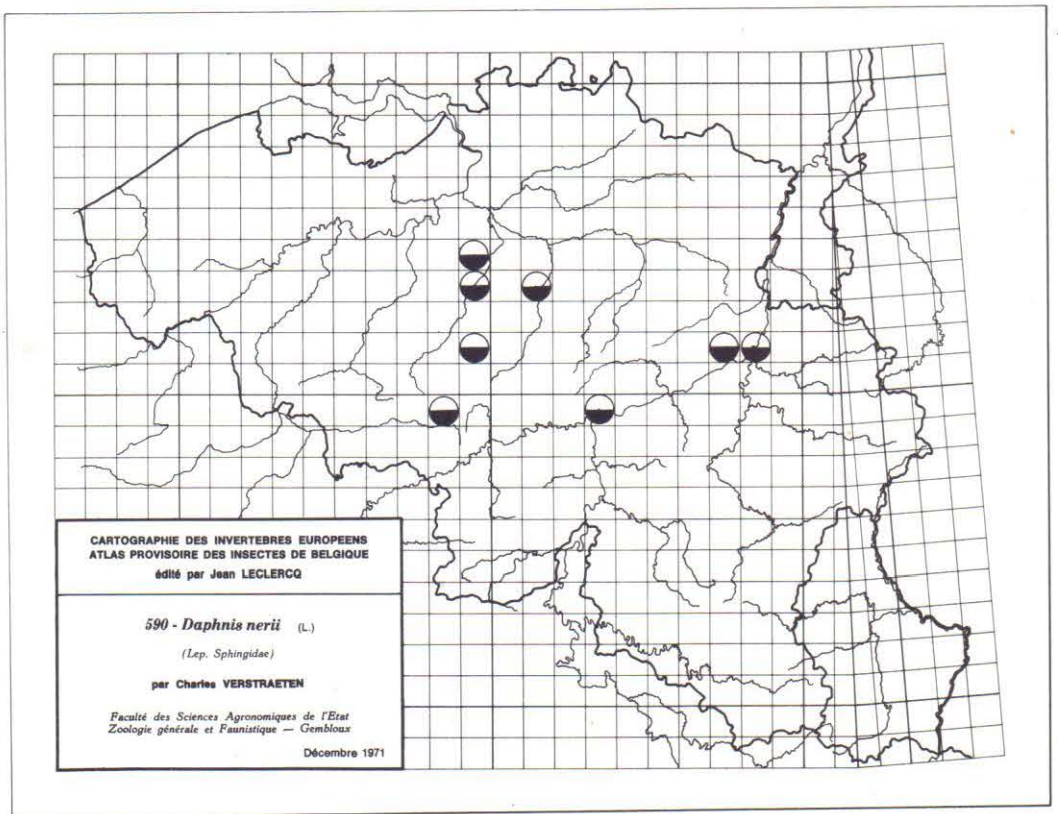 CARTOGRAPHIE DES INVERTEBRES EUROPEENS
ATLAS PROVISOIRE DES INSECTES DE BELGIQUE
édité par Jean LECLERCQ
590 - Daphnis nerii (L.)
(Lep. Sphingidae)
par Charles VERSTRAETEN
Faculté des Sciences Agronomiques de l'Etat
Zoologie générale et Faunistique — Gembloux
Décembre 1971